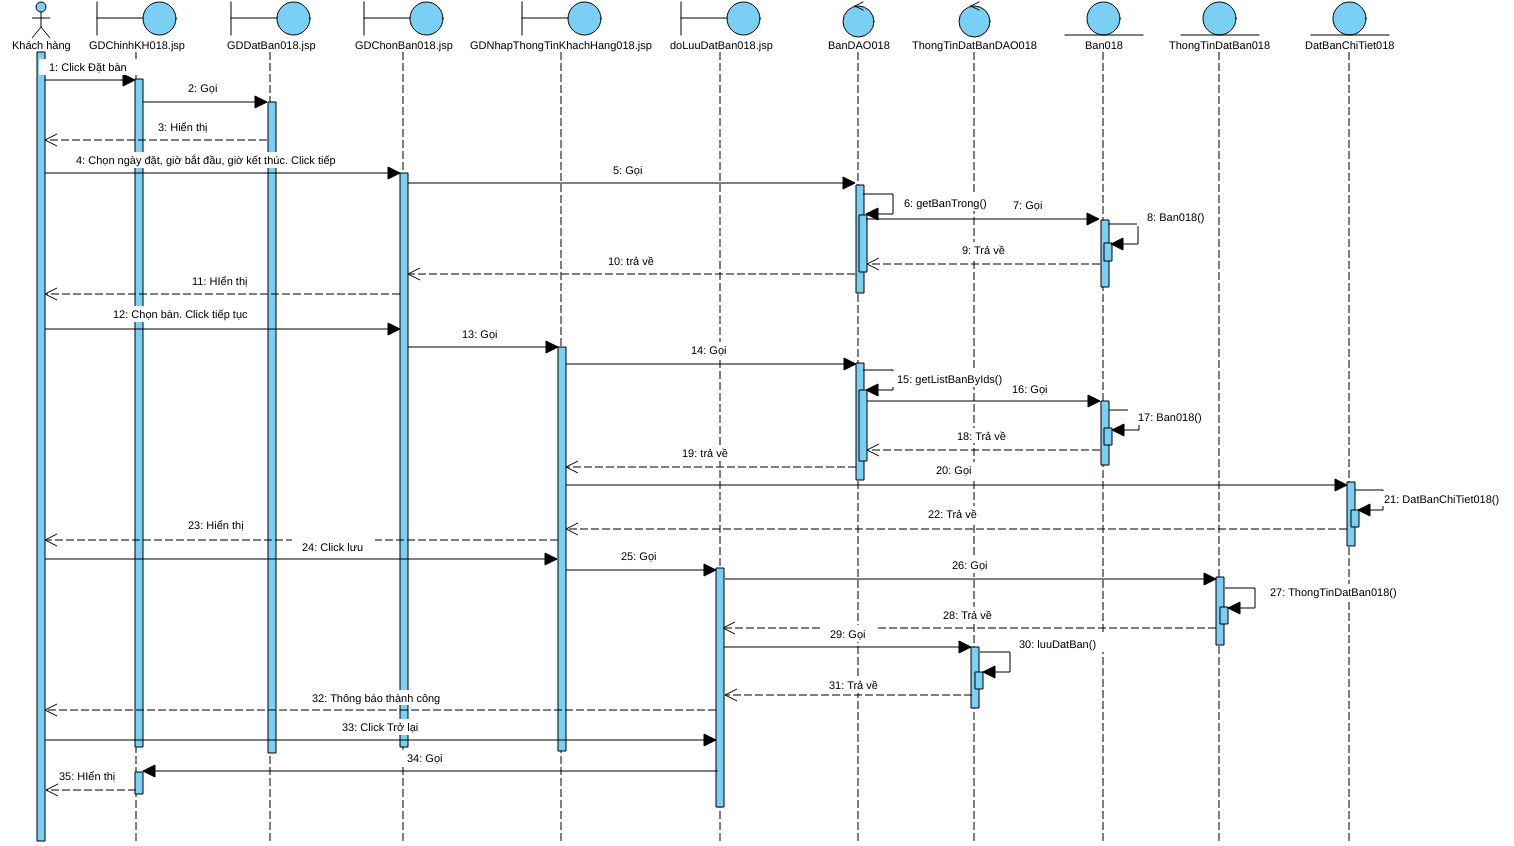 Khách hàng
GDChinhKH018.jsp
GDDatBan018.jsp
GDChonBan018.jsp
GDNhapThongTinKhachHang018.jsp
doLuuDatBan018.jsp
BanDAO018
ThongTinDatBanDAO018
Ban018
ThongTinDatBan018
DatBanChiTiet018
1: Click Đặt bàn
2: Gọi
3: Hiển thị
4: Chọn ngày đặt, giờ bắt đầu, giờ kết thúc. Click tiếp
5: Gọi
6: getBanTrong()
7: Gọi
8: Ban018()
9: Trả về
10: trả về
11: HIển thị
12: Chọn bàn. Click tiếp tục
13: Gọi
14: Gọi
15: getListBanByIds()
16: Gọi
17: Ban018()
18: Trả về
19: trả về
20: Gọi
21: DatBanChiTiet018()
22: Trả về
23: Hiển thị
24: Click lưu
25: Gọi
26: Gọi
27: ThongTinDatBan018()
28: Trả về
29: Gọi
30: luuDatBan()
31: Trả về
32: Thông báo thành công
33: Click Trở lại
34: Gọi
35: HIển thị